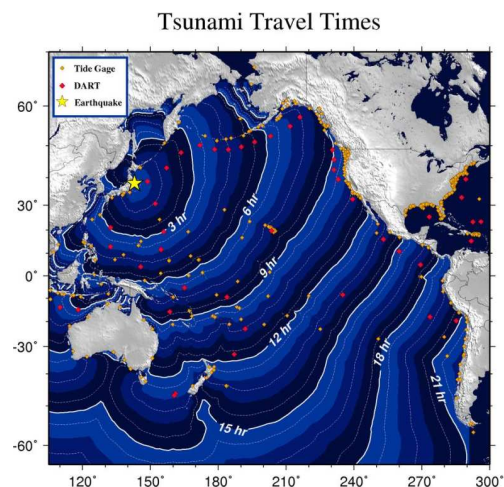 Tsunami Travel Times
Tide Gage
DART
Earthquake
60°
30°
0°
-30°
-60°
3 hr
6 hr
9 hr
12 hr
15 hr
18 hr
21 hr
120° 150° 180° 210° 240° 270° 300°